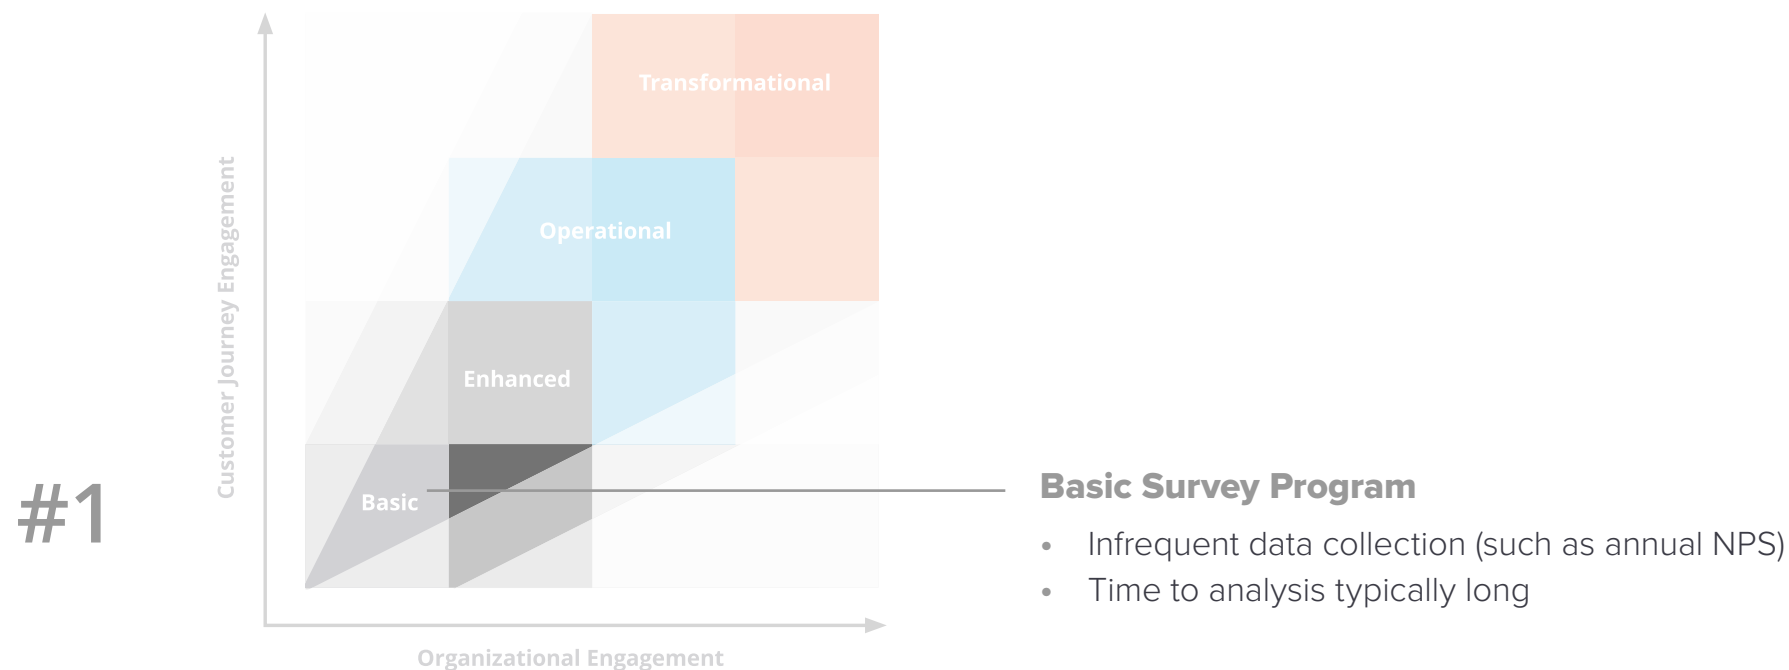 #1
Customer Journey Engagement
Transformational
Operational
Enhanced
Basic
Organizational Engagement
Basic Survey Program
• Infrequent data collection (such as annual NPS)
• Time to analysis typically long